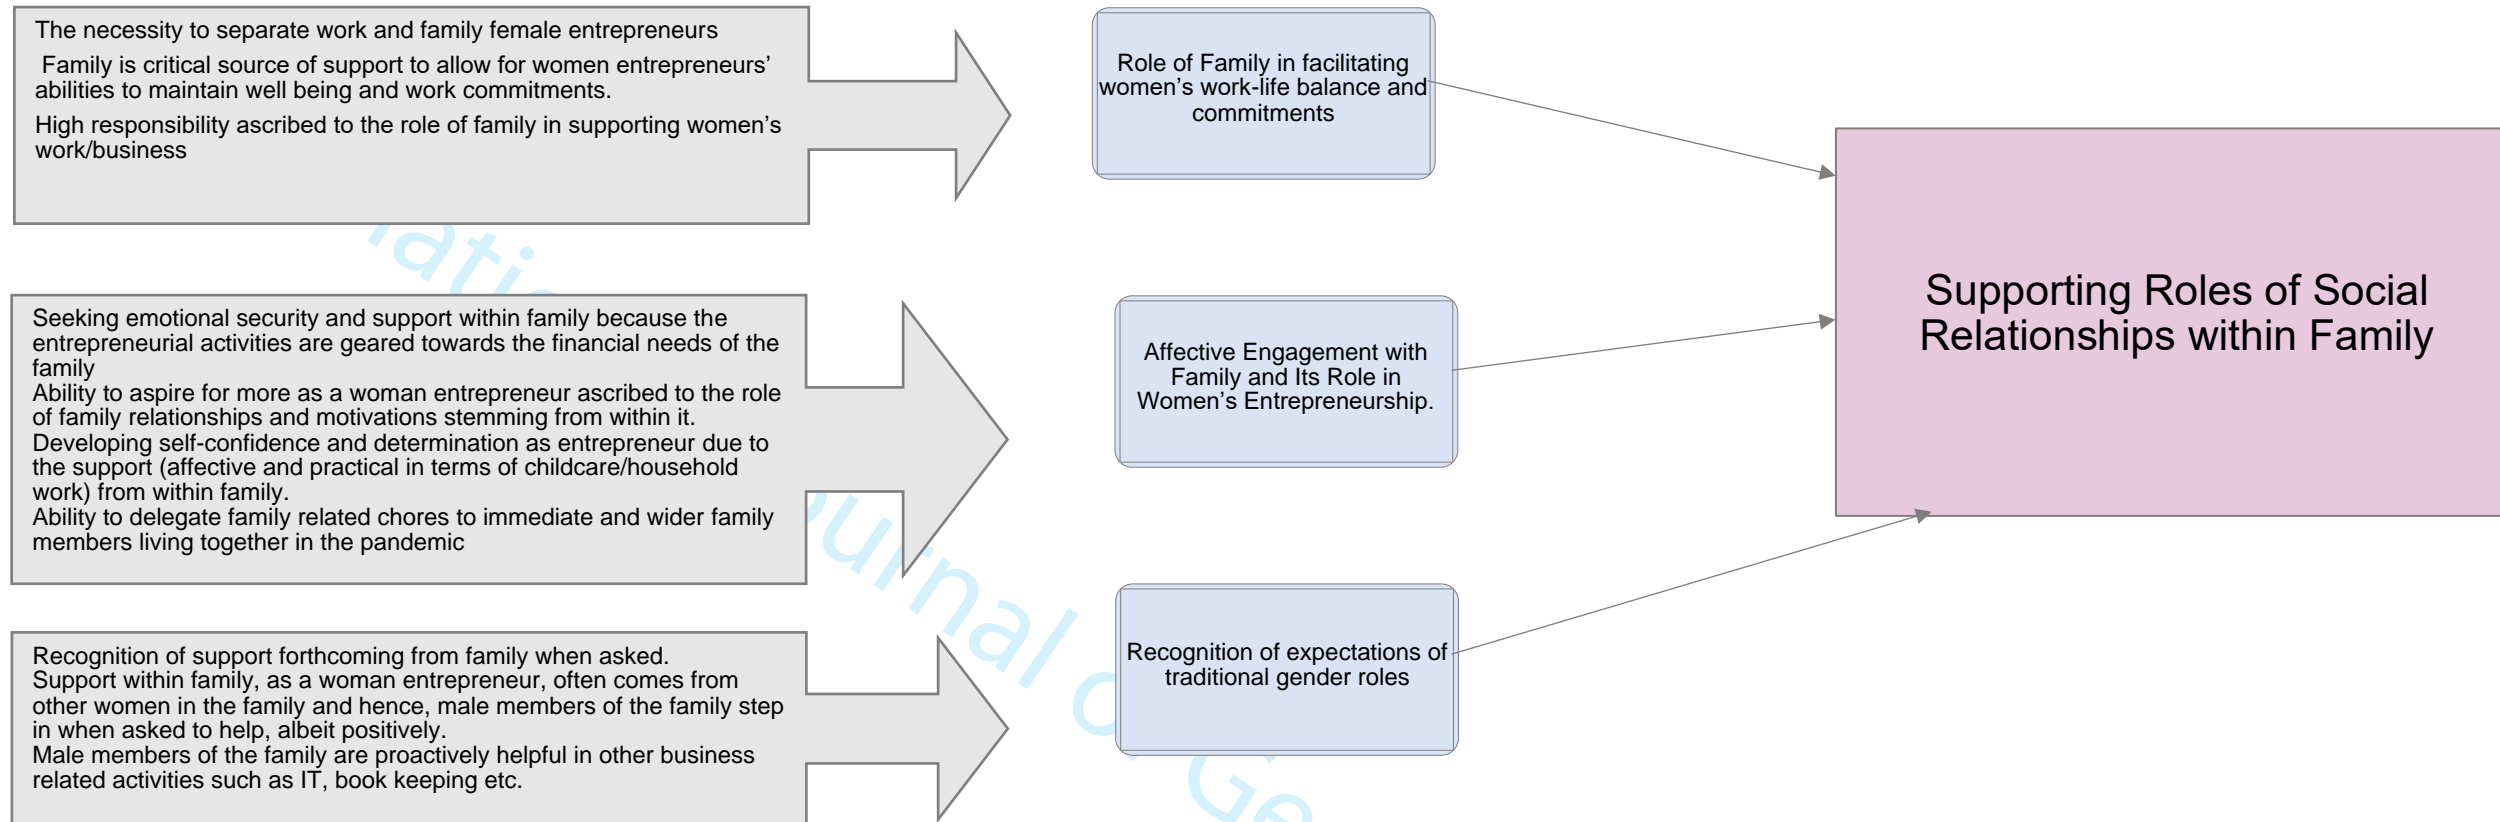 The necessity to separate work and family female entrepreneurs
Family is critical source of support to allow for women entrepreneurs’
abilities to maintain well being and work commitments.
High responsibility ascribed to the role of family in supporting women’s
work/business
Role of Family in facilitating
women’s work-life balance and
commitments
Seeking emotional security and support within family because the
entrepreneurial activities are geared towards the financial needs of the
family
Ability to aspire for more as a woman entrepreneur ascribed to the role
of family relationships and motivations stemming from within it.
Developing self-confidence and determination as entrepreneur due to
the support (affective and practical in terms of childcare/household
work) from within family.
Ability to delegate family related chores to immediate and wider family
members living together in the pandemic
Affective Engagement with
Family and Its Role in
Women’s Entrepreneurship.
Recognition of support forthcoming from family when asked.
Support within family, as a woman entrepreneur, often comes from
other women in the family and hence, male members of the family step
in when asked to help, albeit positively.
Male members of the family are proactively helpful in other business
related activities such as IT, book keeping etc.
Recognition of expectations of
traditional gender roles
Supporting Roles of Social
Relationships within Family